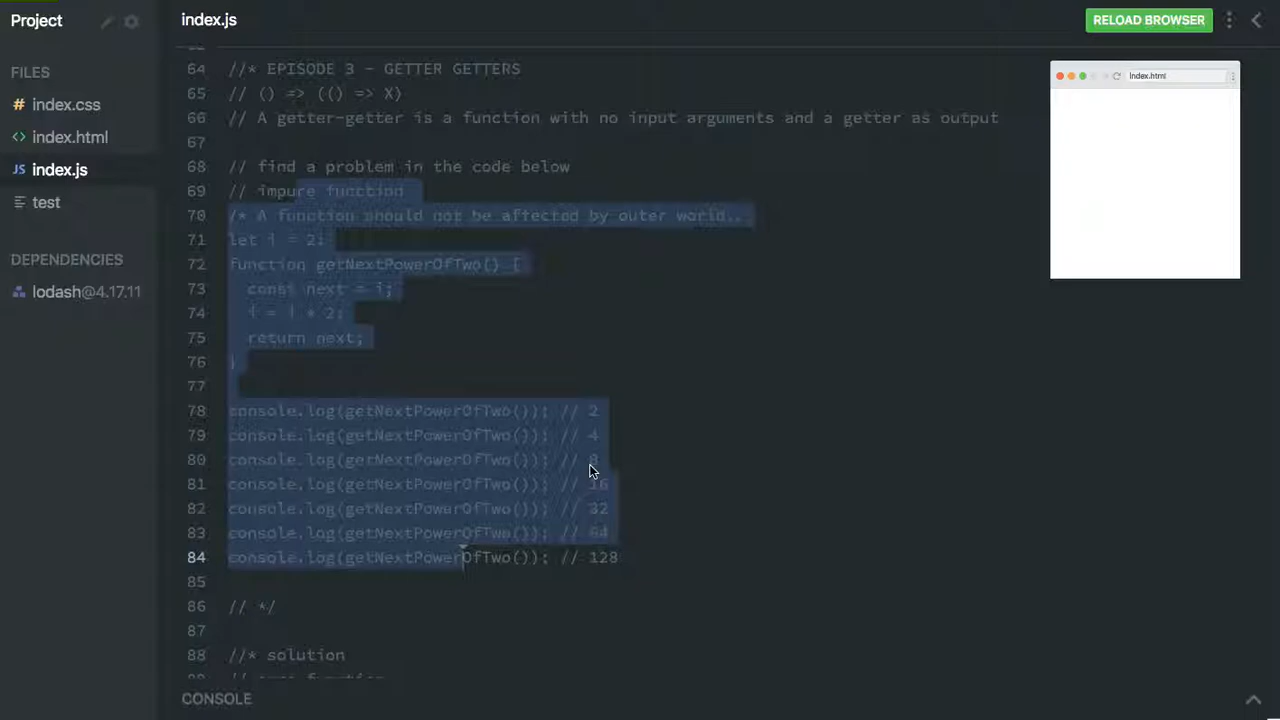 Project
index.js
RELOAD BROWSER
FILES
# index.css
<> index.html
JS index.js
test
DEPENDENCIES
lodash@4.17.11
index.html
64 //* EPISODE 3 - GETTER GETTERS
65 // () => (() => X)
66 // A getter-getter is a function with no input arguments and a getter as output
67
68 // find a problem in the code below
69 // impure function
70 /* A function should not be affected by outer world..
71 let i = 2;
72 function getNextPowerOfTwo() {
73 const next = i;
74 i = i * 2;
75 return next;
76 }
77
78 console.log(getNextPowerOfTwo()); // 2
79 console.log(getNextPowerOfTwo()); // 4
80 console.log(getNextPowerOfTwo()); // 8
81 console.log(getNextPowerOfTwo()); // 16
82 console.log(getNextPowerOfTwo()); // 32
83 console.log(getNextPowerOfTwo()); // 64
84 console.log(getNextPowerOfTwo()); // 128
85
86 // */
87
88 //* solution
CONSOLE